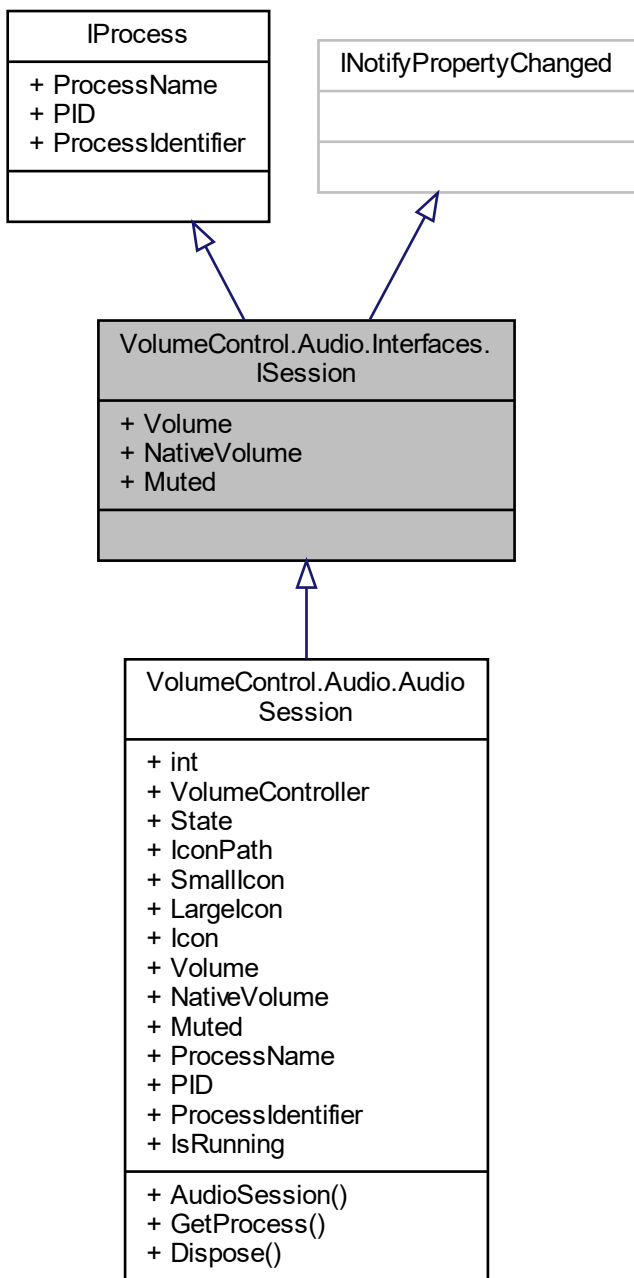 IProcess
+ ProcessName
+ PID
+ ProcessIdentifier
INotifyPropertyChanged
VolumeControl.Audio.Interfaces.
ISession
+ Volume
+ NativeVolume
+ Muted
VolumeControl.Audio.Audio
Session
+ int
+ VolumeController
+ State
+ IconPath
+ SmallIcon
+ LargeIcon
+ Icon
+ Volume
+ NativeVolume
+ Muted
+ ProcessName
+ PID
+ ProcessIdentifier
+ IsRunning
+ AudioSession()
+ GetProcess()
+ Dispose()